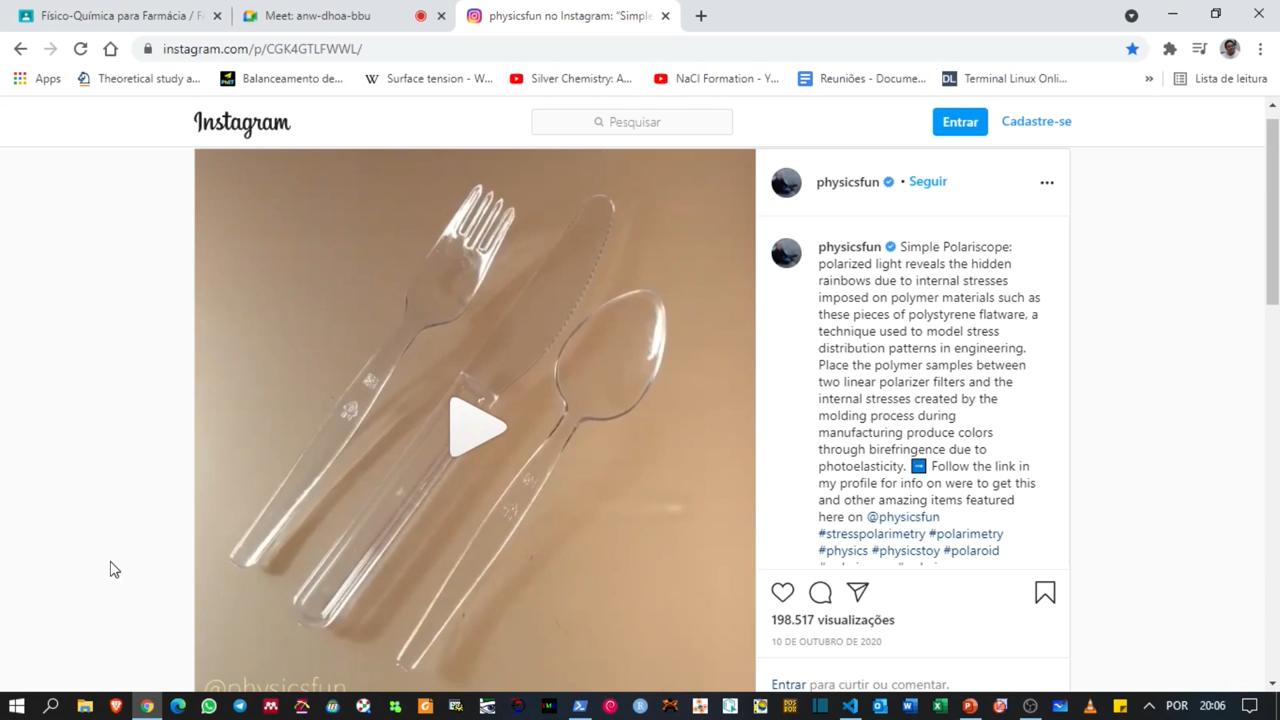 Físico-Química para Farmácia / F
Meet: anw-dhoa-bbu
physicsfun no Instagram: “Simple
instagram.com/p/CGK4GTLFWWL/
Apps
Theoretical study a...
Balanceamento de...
Surface tension - W...
Silver Chemistry: A...
NaCl Formation - Y...
Reuniões - Docume...
Terminal Linux Onli...
»
Lista de leitura
Instagram
Pesquisar
Entrar
Cadastre-se
physicsfun • Seguir
physicsfun Simple Polariscope:
polarized light reveals the hidden
rainbows due to internal stresses
imposed on polymer materials such as
these pieces of polystyrene flatware, a
technique used to model stress
distribution patterns in engineering.
Place the polymer samples between
two linear polarizer filters and the
internal stresses created by the
molding process during
manufacturing produce colors
through birefringence due to
photoelasticity. ➡ Follow the link in
my profile for info on were to get this
and other amazing items featured
here on @physicsfun
#stresspolarimetry #polarimetry
#physics #physicstoy #polaroid
198.517 visualizações
10 DE OUTUBRO DE 2020
Entrar para curtir ou comentar.
@physicsfun
POR
20:06